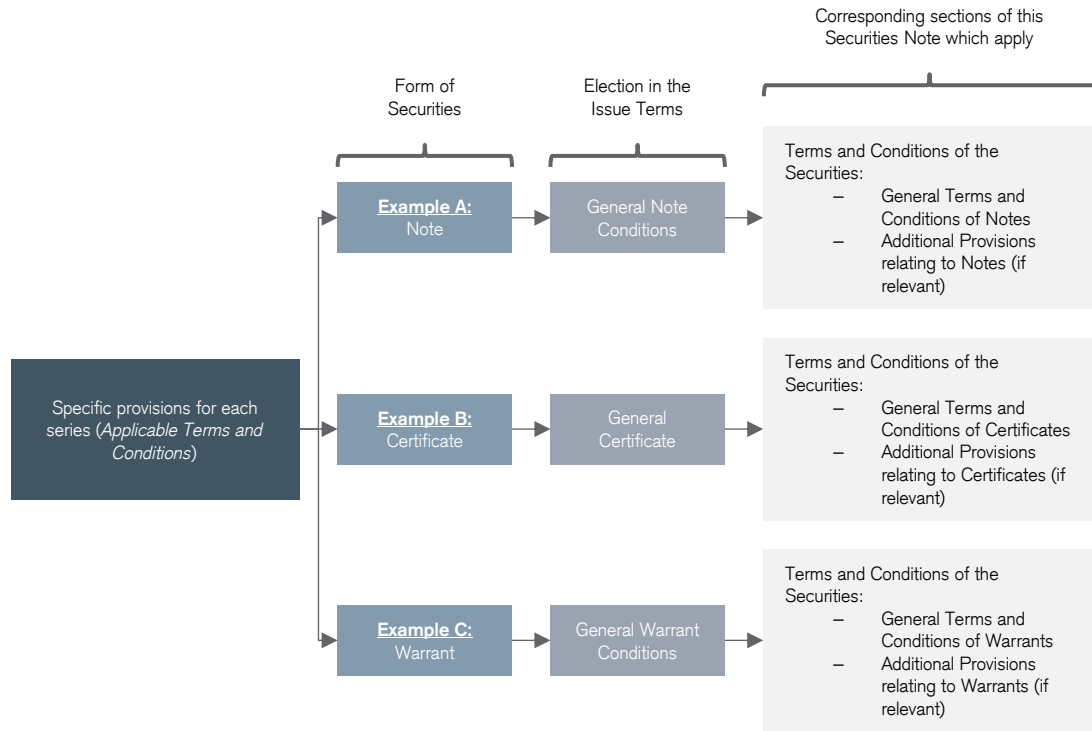 Corresponding sections of this
Securities Note which apply
Form of
Securities
Election in the
Issue Terms
Example A:
Note
General Note
Conditions
Terms and Conditions of the
Securities:
– General Terms and
Conditions of Notes
– Additional Provisions
relating to Notes (if
relevant)
Specific provisions for each
series (Applicable Terms and
Conditions)
Example B:
Certificate
General
Certificate
Terms and Conditions of the
Securities:
– General Terms and
Conditions of Certificates
– Additional Provisions
relating to Certificates (if
relevant)
Example C:
Warrant
General Warrant
Conditions
Terms and Conditions of the
Securities:
– General Terms and
Conditions of Warrants
– Additional Provisions
relating to Warrants (if
relevant)